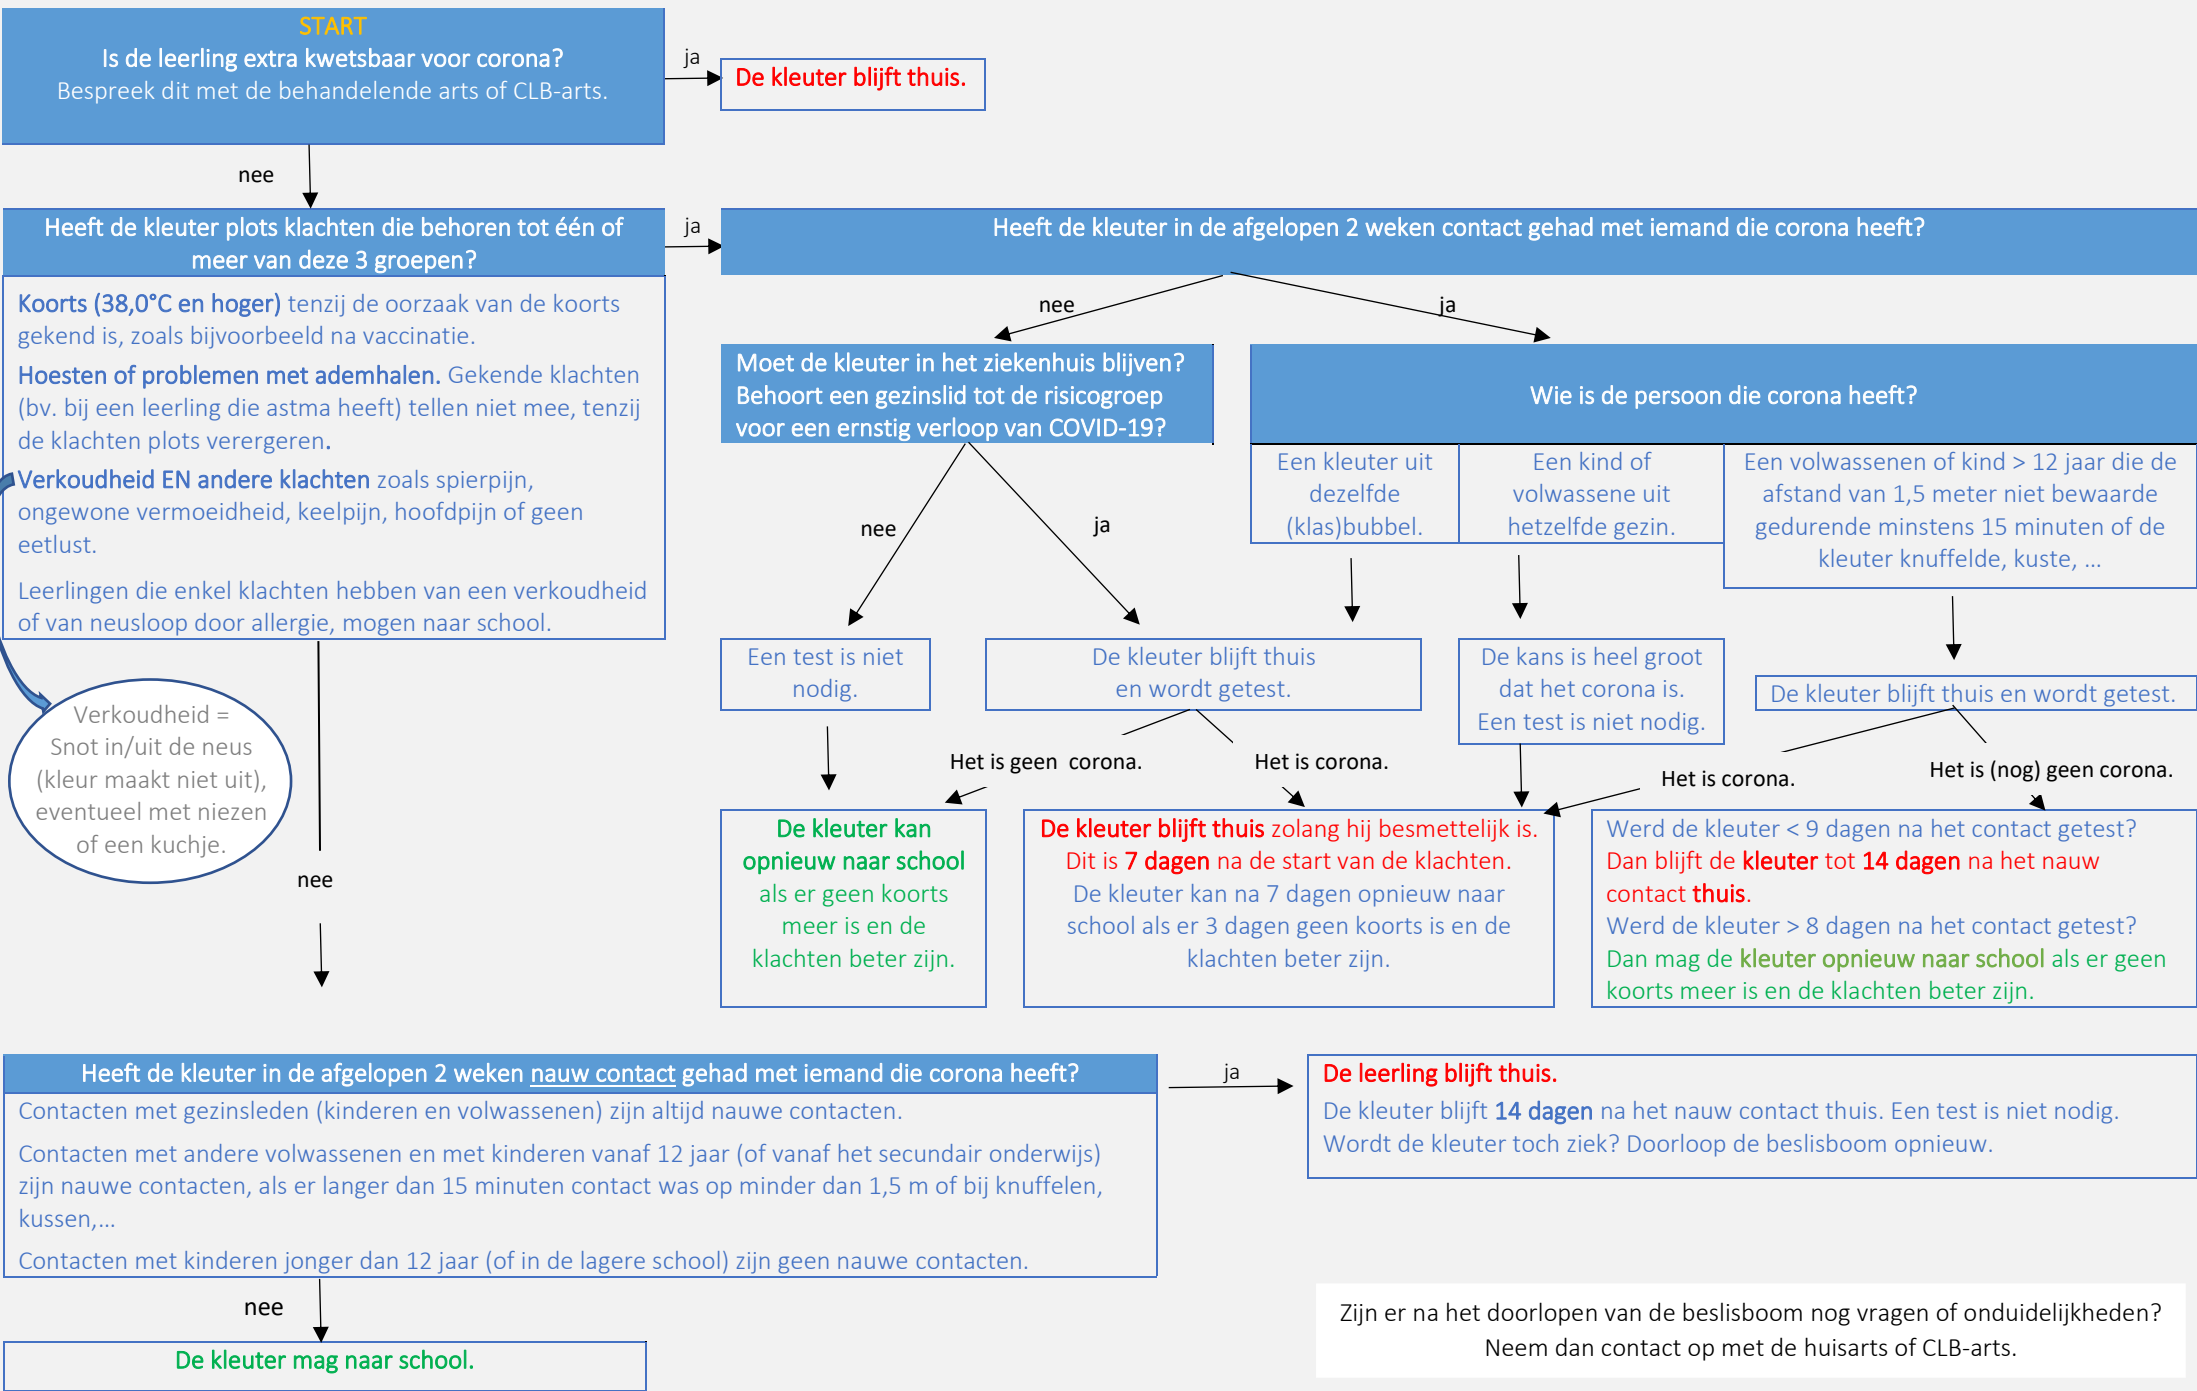 START
Is de leerling extra kwetsbaar voor corona?
Bespreek dit met de behandelende arts of CLB-arts.
ja
De kleuter blijft thuis.
nee
Heeft de kleuter plots klachten die behoren tot één of
meer van deze 3 groepen?
ja
Heeft de kleuter in de afgelopen 2 weken contact gehad met iemand die corona heeft?
Koorts (38,0°C en hoger) tenzij de oorzaak van de koorts
gekend is, zoals bijvoorbeeld na vaccinatie.
Hoesten of problemen met ademhalen. Gekende klachten
(bv. bij een leerling die astma heeft) tellen niet mee, tenzij
de klachten plots verergeren.
Verkoudheid EN andere klachten zoals spierpijn,
ongewone vermoeidheid, keelpijn, hoofdpijn of geen
eetlust.
Leerlingen die enkel klachten hebben van een verkoudheid
of van neusloop door allergie, mogen naar school.
Verkoudheid =
Snot in/uit de neus
(kleur maakt niet uit),
eventueel met niezen
of een kuchje.
nee
nee
ja
Moet de kleuter in het ziekenhuis blijven?
Behoort een gezinslid tot de risicogroep
voor een ernstig verloop van COVID-19?
Wie is de persoon die corona heeft?
Een kleuter uit
dezelfde
(klas)bubbel.
Een kind of
volwassene uit
hetzelfde gezin.
Een volwassenen of kind > 12 jaar die de
afstand van 1,5 meter niet bewaarde
gedurende minstens 15 minuten of de
kleuter knuffelde, kuste, ...
nee
ja
Een test is niet
nodig.
De kleuter blijft thuis
en wordt getest.
De kans is heel groot
dat het corona is.
Een test is niet nodig.
De kleuter blijft thuis en wordt getest.
Het is geen corona.
Het is corona.
Het is corona.
Het is (nog) geen corona.
De kleuter kan
opnieuw naar school
als er geen koorts
meer is en de
klachten beter zijn.
De kleuter blijft thuis zolang hij besmettelijk is.
Dit is 7 dagen na de start van de klachten.
De kleuter kan na 7 dagen opnieuw naar
school als er 3 dagen geen koorts is en de
klachten beter zijn.
Werd de kleuter < 9 dagen na het contact getest?
Dan blijft de kleuter tot 14 dagen na het nauw
contact thuis.
Werd de kleuter > 8 dagen na het contact getest?
Dan mag de kleuter opnieuw naar school als er geen
koorts meer is en de klachten beter zijn.
Heeft de kleuter in de afgelopen 2 weken nauw contact gehad met iemand die corona heeft?
Contacten met gezinsleden (kinderen en volwassenen) zijn altijd nauwe contacten.
Contacten met andere volwassenen en met kinderen vanaf 12 jaar (of vanaf het secundair onderwijs)
zijn nauwe contacten, als er langer dan 15 minuten contact was op minder dan 1,5 m of bij knuffelen,
kussen,...
Contacten met kinderen jonger dan 12 jaar (of in de lagere school) zijn geen nauwe contacten.
ja
De leerling blijft thuis.
De kleuter blijft 14 dagen na het nauw contact thuis. Een test is niet nodig.
Wordt de kleuter toch ziek? Doorloop de beslisboom opnieuw.
nee
De kleuter mag naar school.
Zijn er na het doorlopen van de beslisboom nog vragen of onduidelijkheden?
Neem dan contact op met de huisarts of CLB-arts.